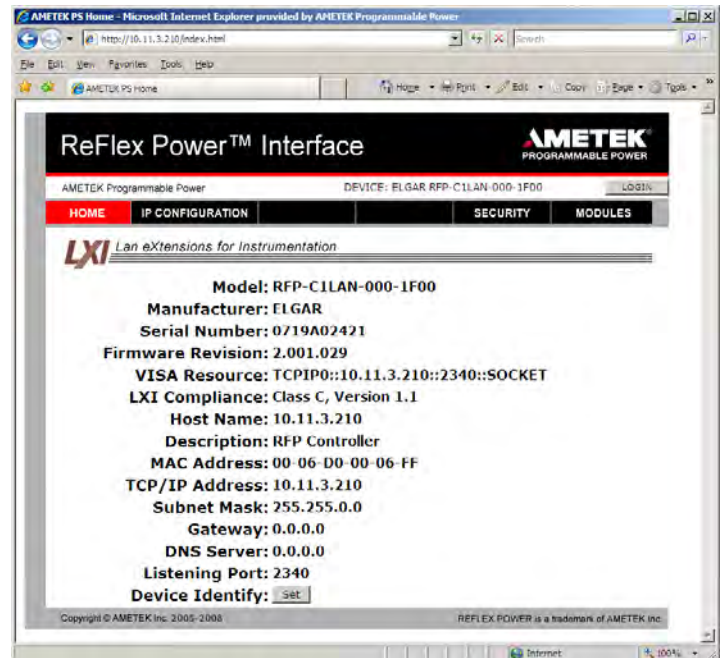 AMETEK PS Home - Microsoft Internet Explorer provided by AMETEK Programmable Power
http://10.11.3.210/index.html
Search
File Edit View Favorites Tools Help
AMETEK PS Home
Home Print Edit Copy Page Tools
ReFlex Power™ Interface
AMETEK®
PROGRAMMABLE POWER
AMETEK Programmable Power DEVICE: ELGAR RFP-C1LAN-000-1F00 LOGIN
HOME IP CONFIGURATION SECURITY MODULES
LXI Lan eXtensions for Instrumentation
Model: RFP-C1LAN-000-1F00
Manufacturer: ELGAR
Serial Number: 0719A02421
Firmware Revision: 2.001.029
VISA Resource: TCPIP0::10.11.3.210::2340::SOCKET
LXI Compliance: Class C, Version 1.1
Host Name: 10.11.3.210
Description: RFP Controller
MAC Address: 00-06-D0-00-06-FF
TCP/IP Address: 10.11.3.210
Subnet Mask: 255.255.0.0
Gateway: 0.0.0.0
DNS Server: 0.0.0.0
Listening Port: 2340
Device Identify: Set
Copyright © AMETEK Inc. 2005-2008 REFLEX POWER is a trademark of AMETEK Inc
Internet 100%